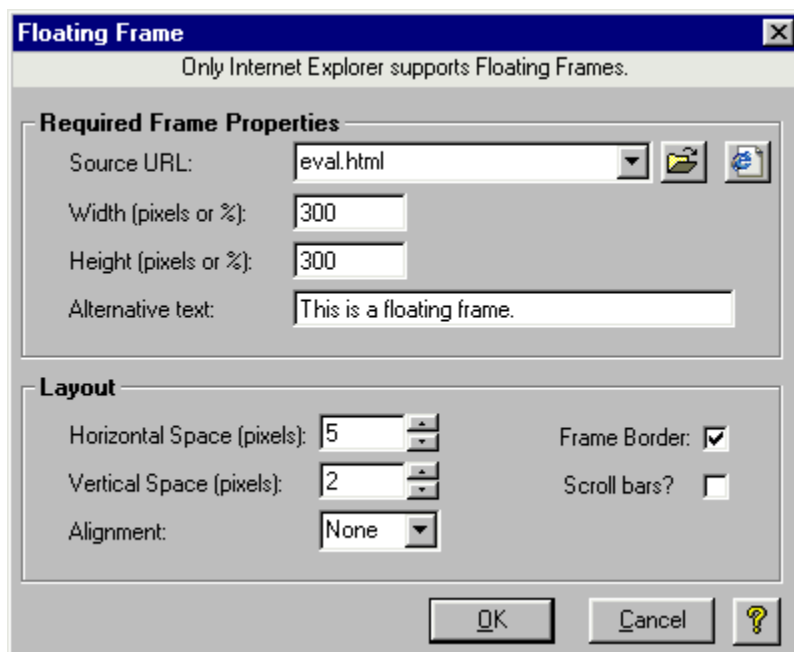 Floating Frame
Only Internet Explorer supports Floating Frames.
Required Frame Properties
Source URL: eval.html
Width (pixels or %): 300
Height (pixels or %): 300
Alternative text: This is a floating frame.
Layout
Horizontal Space (pixels): 5 Frame Border:
Vertical Space (pixels): 2 Scroll bars?
Alignment: None
OK Cancel ?